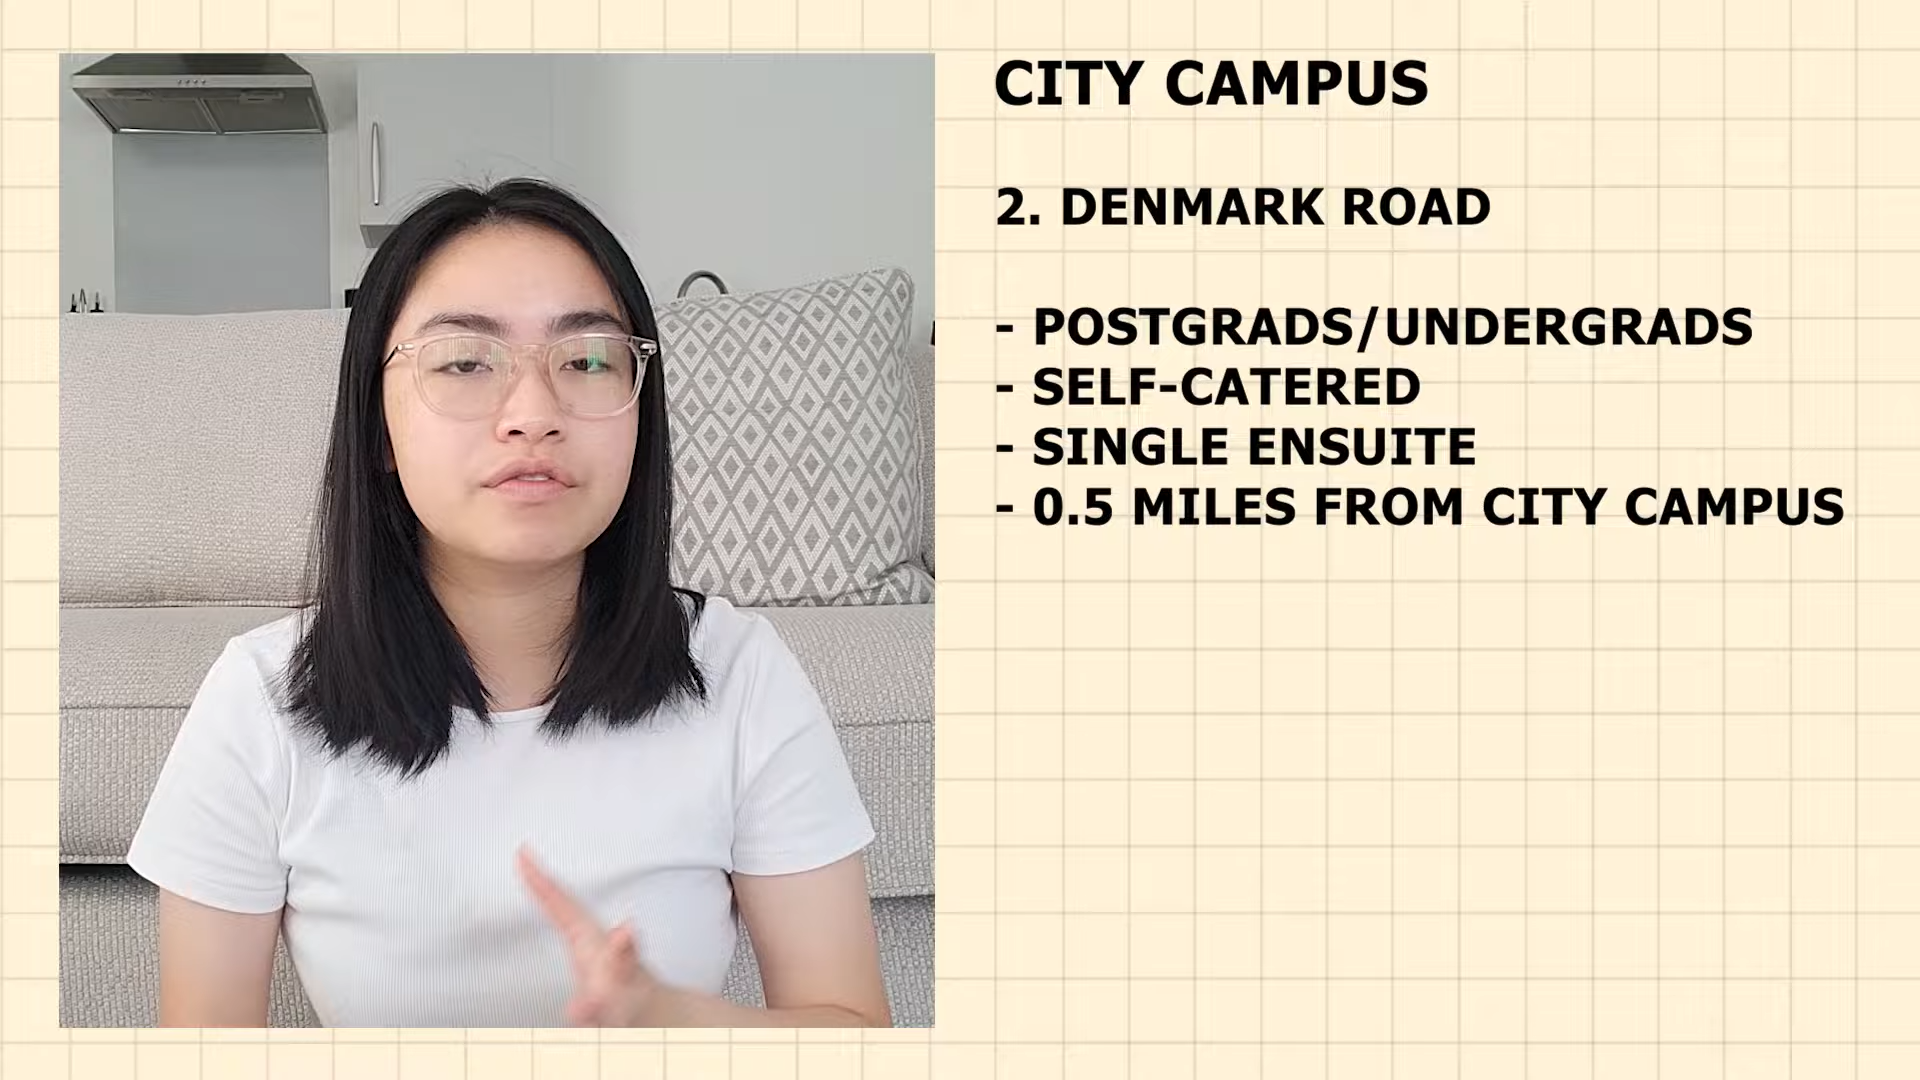 CITY CAMPUS
2. DENMARK ROAD
- POSTGRADS/UNDERGRADS
- SELF-CATERED
- SINGLE ENSUITE
- 0.5 MILES FROM CITY CAMPUS